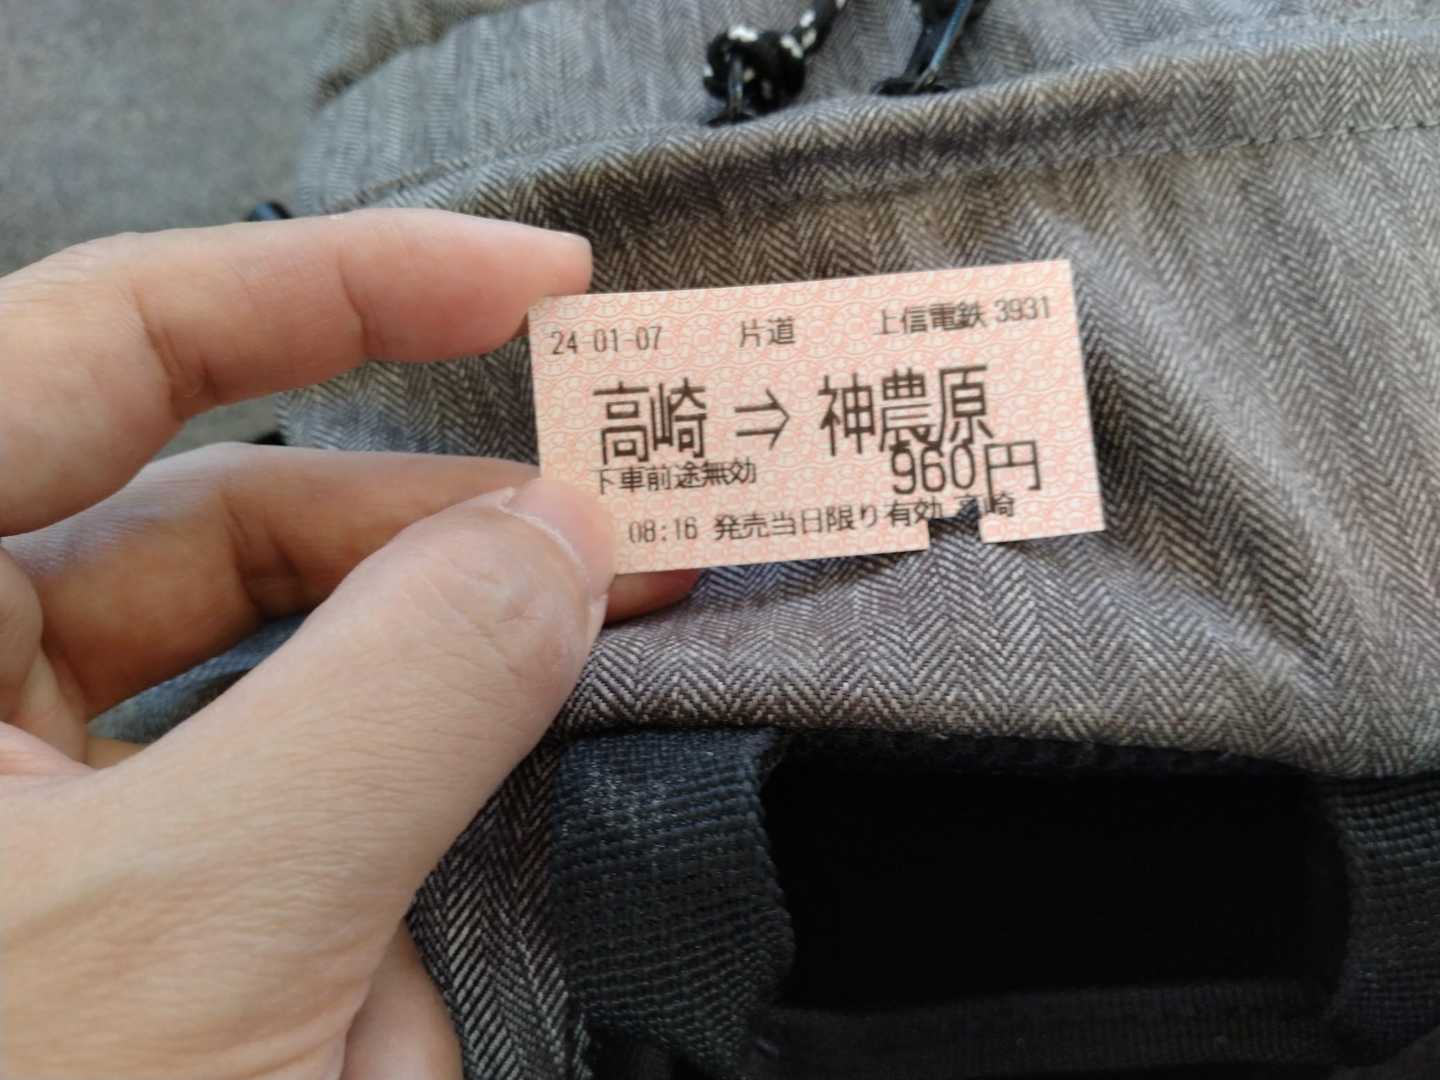 24-01-07 片道 上信電鉄 3931
高崎 ⇒ 神農原
下車前途無効 960円
08:16 発売当日限り有効 高崎